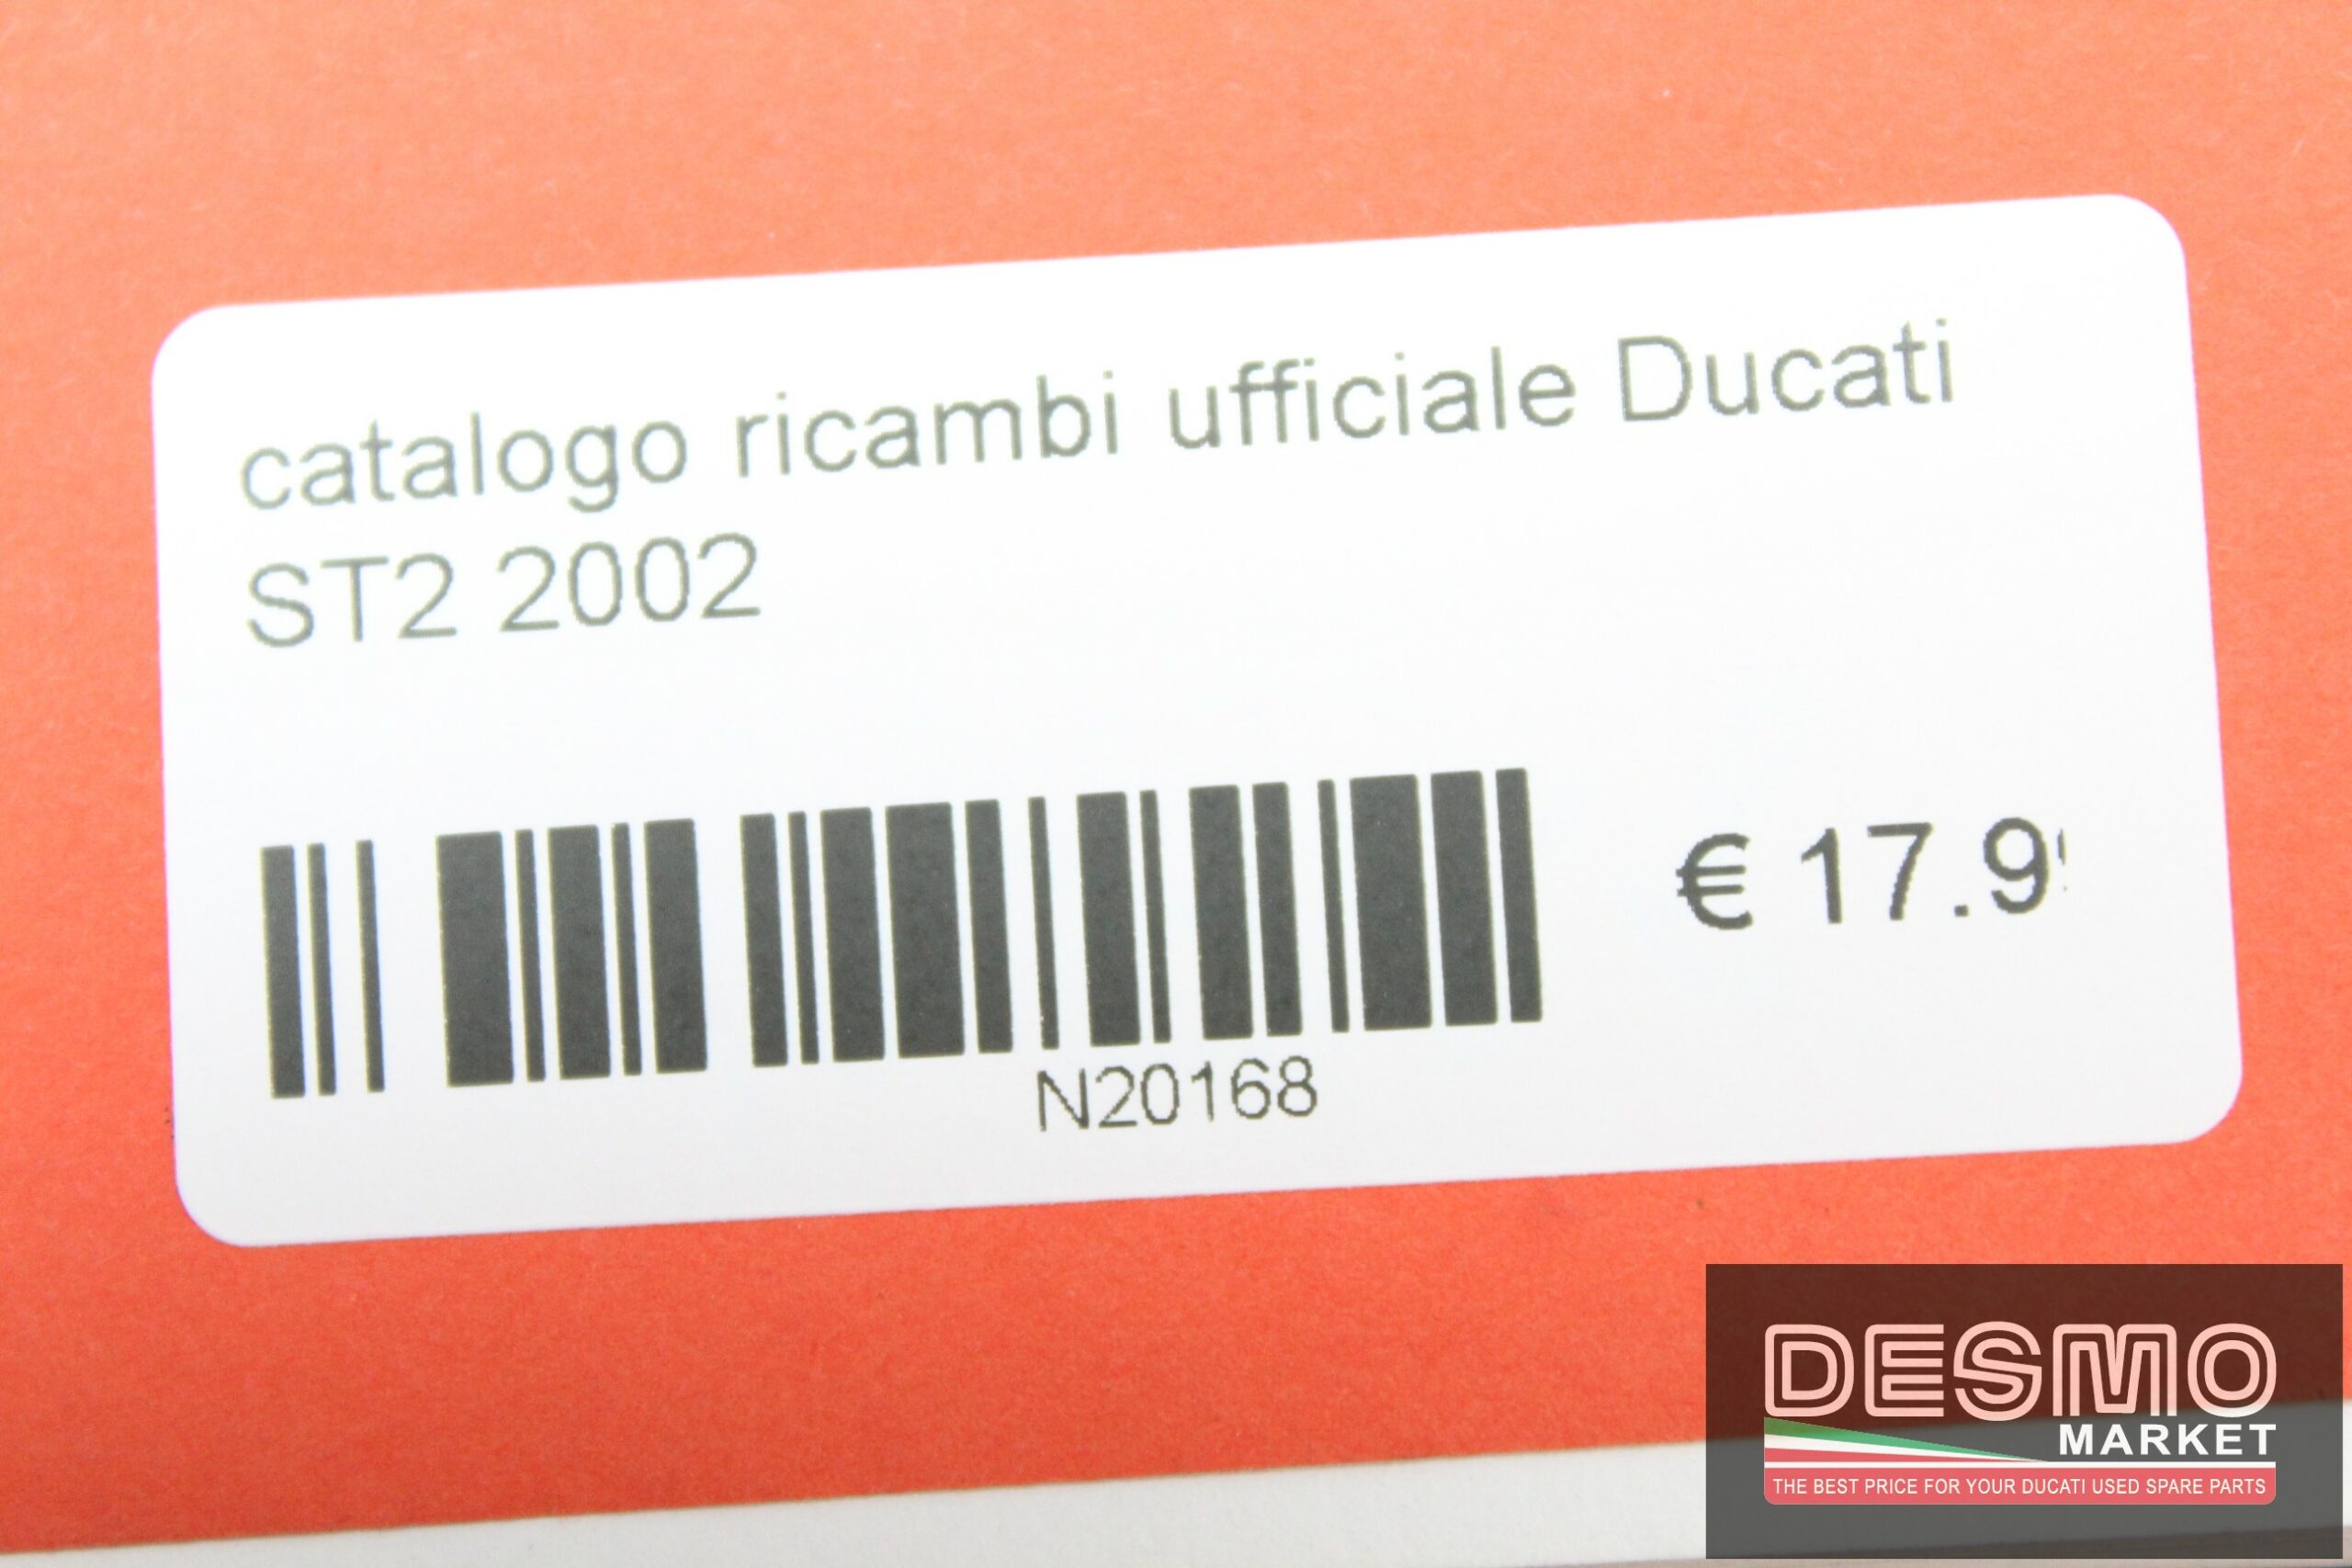 catalogo ricambi ufficiale Ducati
ST2 2002
€ 17.9
N20168
DESMO
MARKET
THE BEST PRICE FOR YOUR DUCATI USED SPARE PARTS